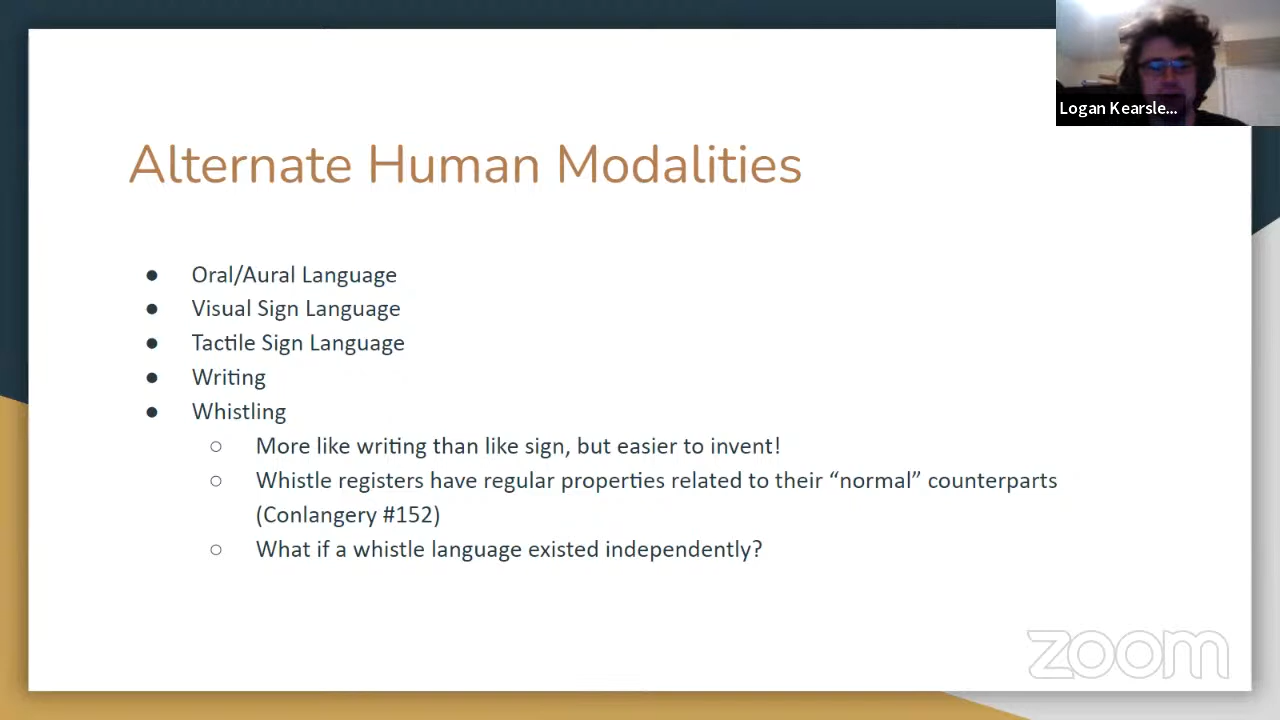 Logan Kearsle...
Alternate Human Modalities
● Oral/Aural Language
● Visual Sign Language
● Tactile Sign Language
● Writing
● Whistling
○ More like writing than like sign, but easier to invent!
○ Whistle registers have regular properties related to their “normal” counterparts
(Conlangery #152)
○ What if a whistle language existed independently?
zoom